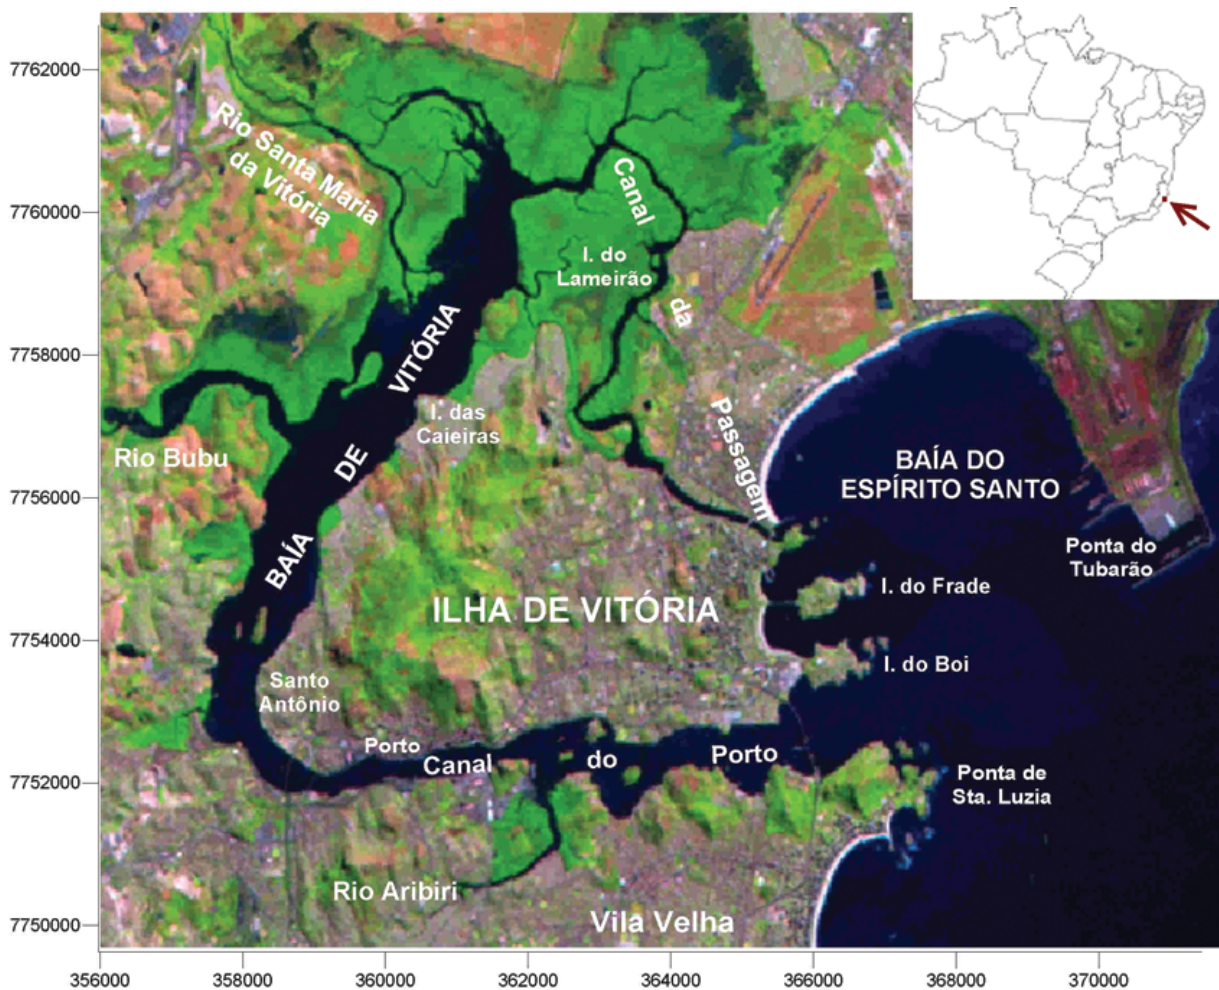 7762000
7760000
7758000
7756000
7754000
7752000
7750000
Rio Santa Maria
da Vitória
Canal
da
Passagem
I. do
Lameirão
BAÍA DE VITÓRIA
I. das
Caieiras
Rio Bubu
BAÍA DO
ESPÍRITO SANTO
Ponta do
Tubarão
I. do Frade
ILHA DE VITÓRIA
I. do Boi
Santo
Antônio
Porto
Canal do Porto
Ponta de
Sta. Luzia
Rio Aribiri
Vila Velha
356000 358000 360000 362000 364000 366000 368000 370000